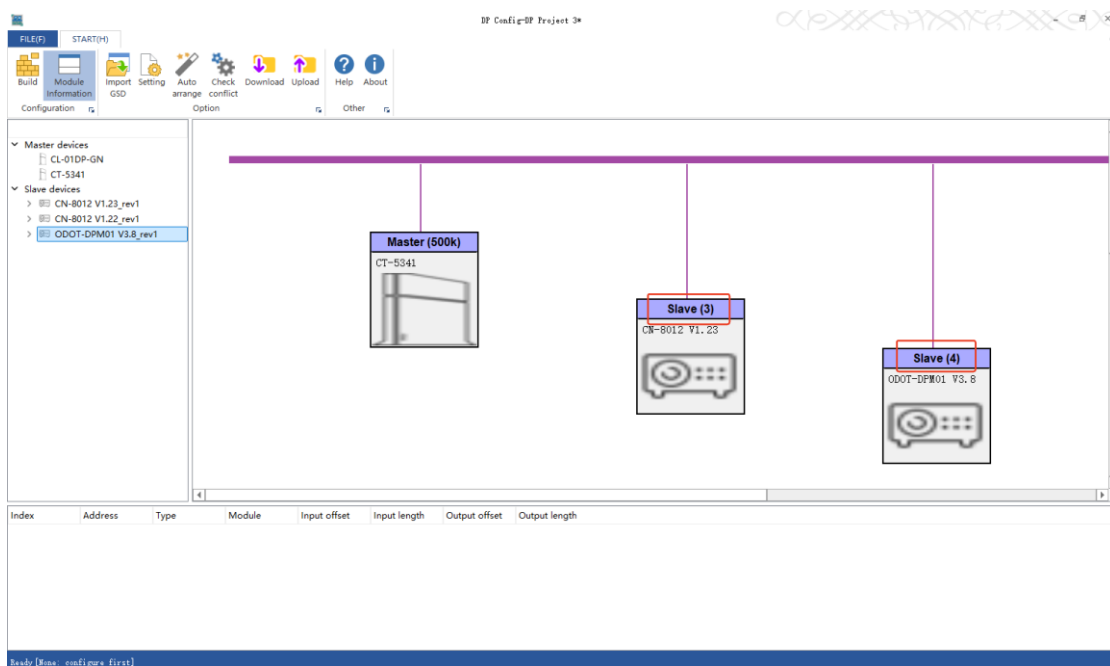 DP Config-DP Project 3*
FILE(F) START(H)
Build
Module Information
Import GSD
Setting
Auto arrange
Check conflict
Download
Upload
Help
About
Configuration
Option
Other
Master devices
CL-01DP-GN
CT-5341
Slave devices
CN-8012 V1.23_rev1
CN-8012 V1.22_rev1
ODOT-DPM01 V3.8_rev1
Master (500k)
CT-5341
Slave (3)
CN-8012 V1.23
Slave (4)
ODOT-DPM01 V3.8
Index Address Type Module Input offset Input length Output offset Output length
Ready [None: configure first]